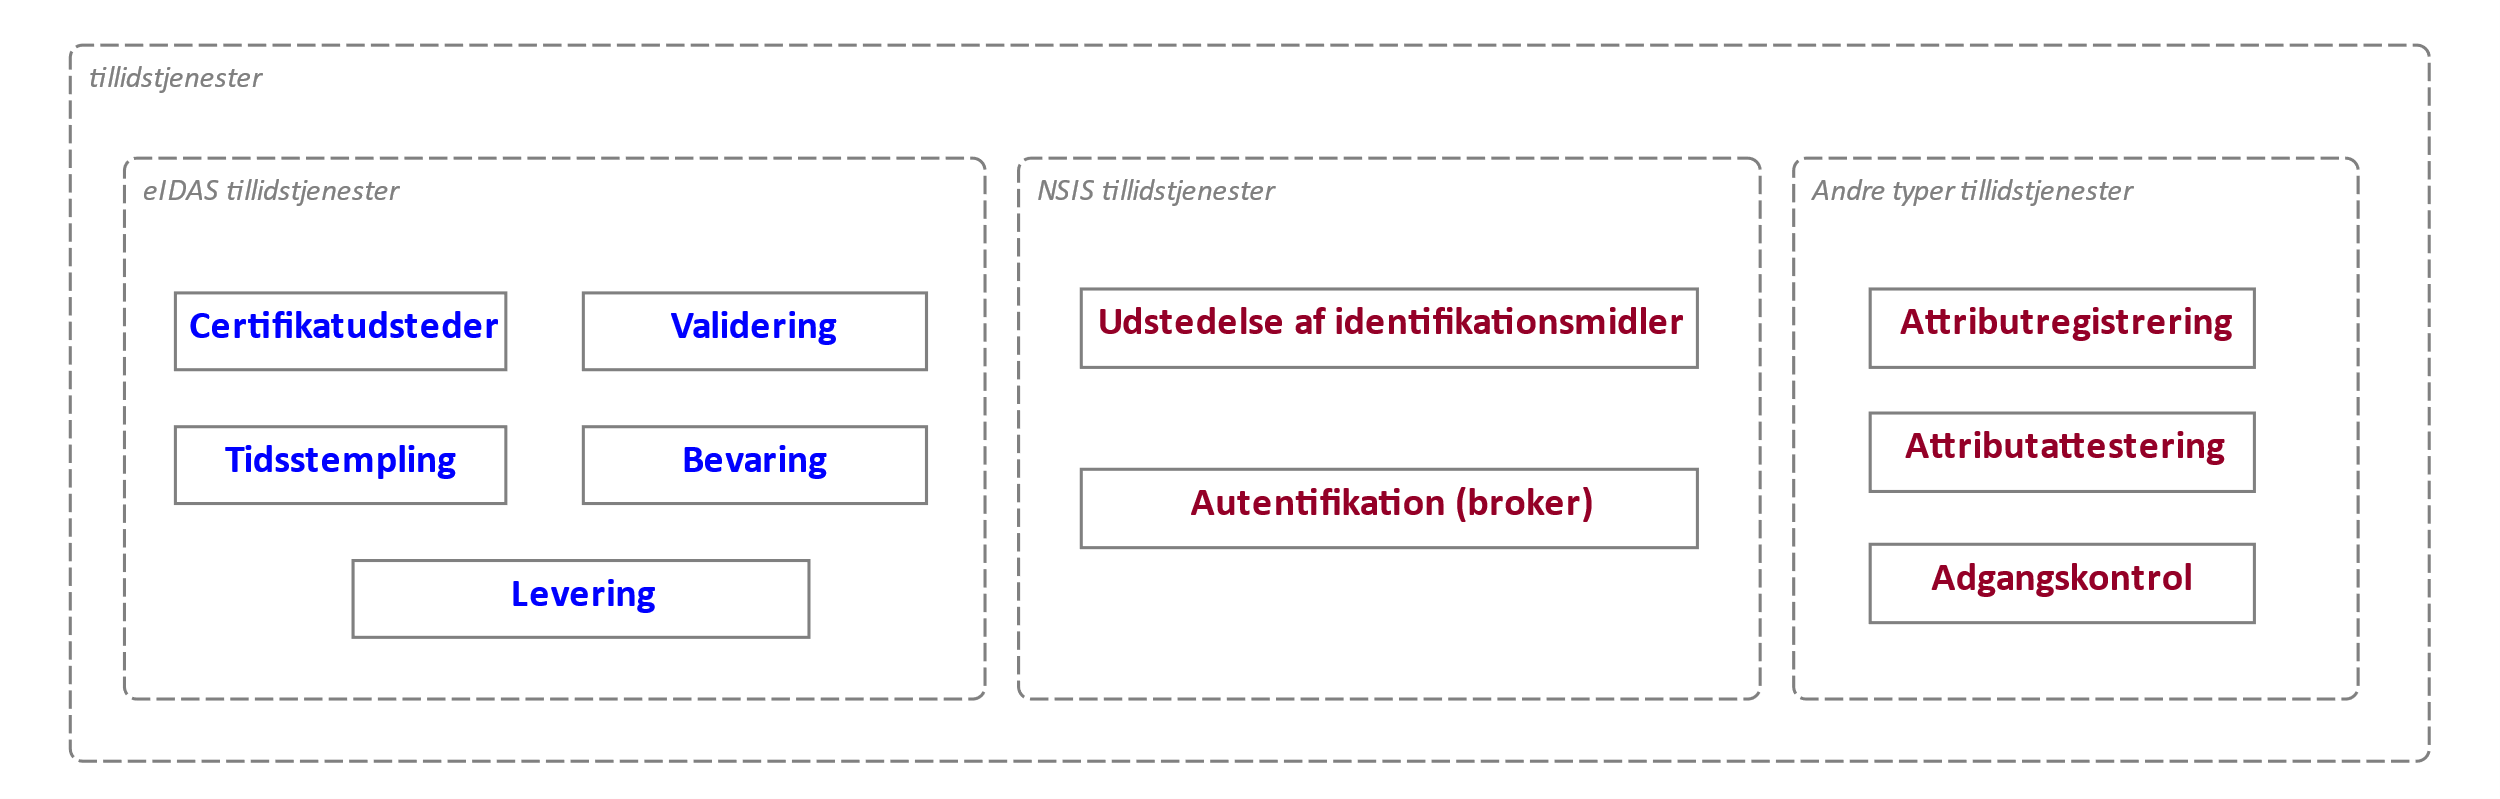 tillidstjenester
eIDAS tillidstjenester
Certifikatudsteder
Validering
Tidsstempling
Bevaring
Levering
NSIS tillidstjenester
Udstedelse af identifikationsmidler
Autentifikation (broker)
Andre typer tillidstjenester
Attributregistrering
Attributattestering
Adgangskontrol